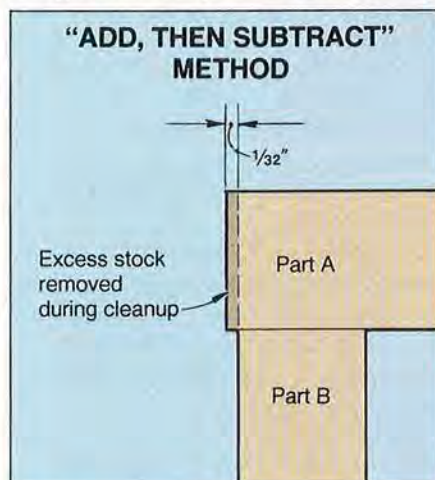 “ADD, THEN SUBTRACT”
METHOD
1/32"
Excess stock
removed
during cleanup
Part A
Part B